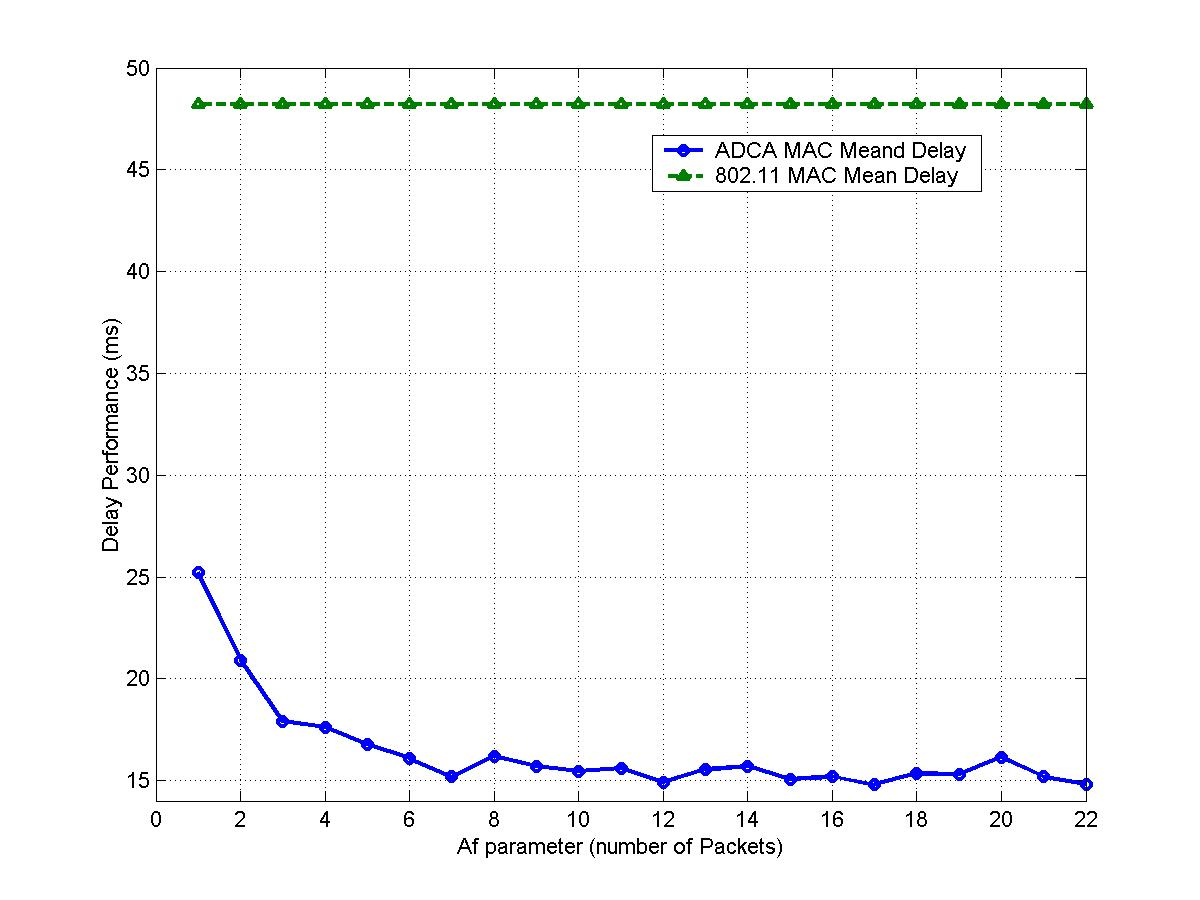 50
45
40
35
30
25
20
15
Delay Performance (ms)
ADCA MAC Meand Delay
802.11 MAC Mean Delay
0 2 4 6 8 10 12 14 16 18 20 22
Af parameter (number of Packets)